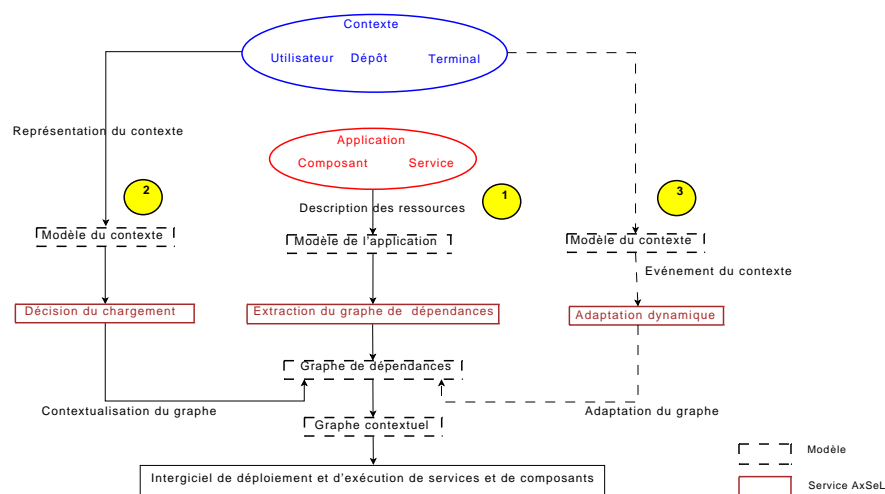 Contexte
Utilisateur Dépôt Terminal
Représentation du contexte
Application
Composant Service
2
1
3
Description des ressources
Modèle du contexte
Modèle de l'application
Modèle du contexte
Evénement du contexte
Décision du chargement
Extraction du graphe de dépendances
Adaptation dynamique
Graphe de dépendances
Contextualisation du graphe
Adaptation du graphe
Graphe contextuel
Modèle
Intergiciel de déploiement et d'exécution de services et de composants
Service AxSeL